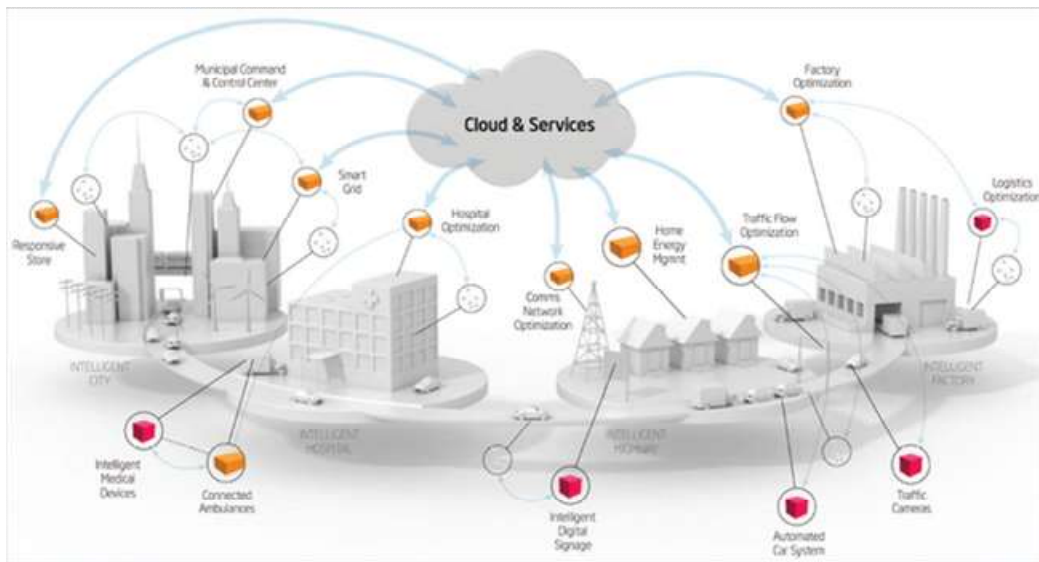 Municipal Command
& Control Center
Cloud & Services
Factory
Optimization
Smart
Grid
Logistics
Optimization
Responsive
Store
Hospital
Optimization
Home
Energy
Mgmnt
Traffic Flow
Optimization
Comms
Network
Optimization
INTELLIGENT
CITY
INTELLIGENT
FACTORY
INTELLIGENT
HOSPITAL
INTELLIGENT
HIGHWAY
Intelligent
Medical
Devices
Connected
Ambulances
Intelligent
Digital
Signage
Automated
Car System
Traffic
Cameras